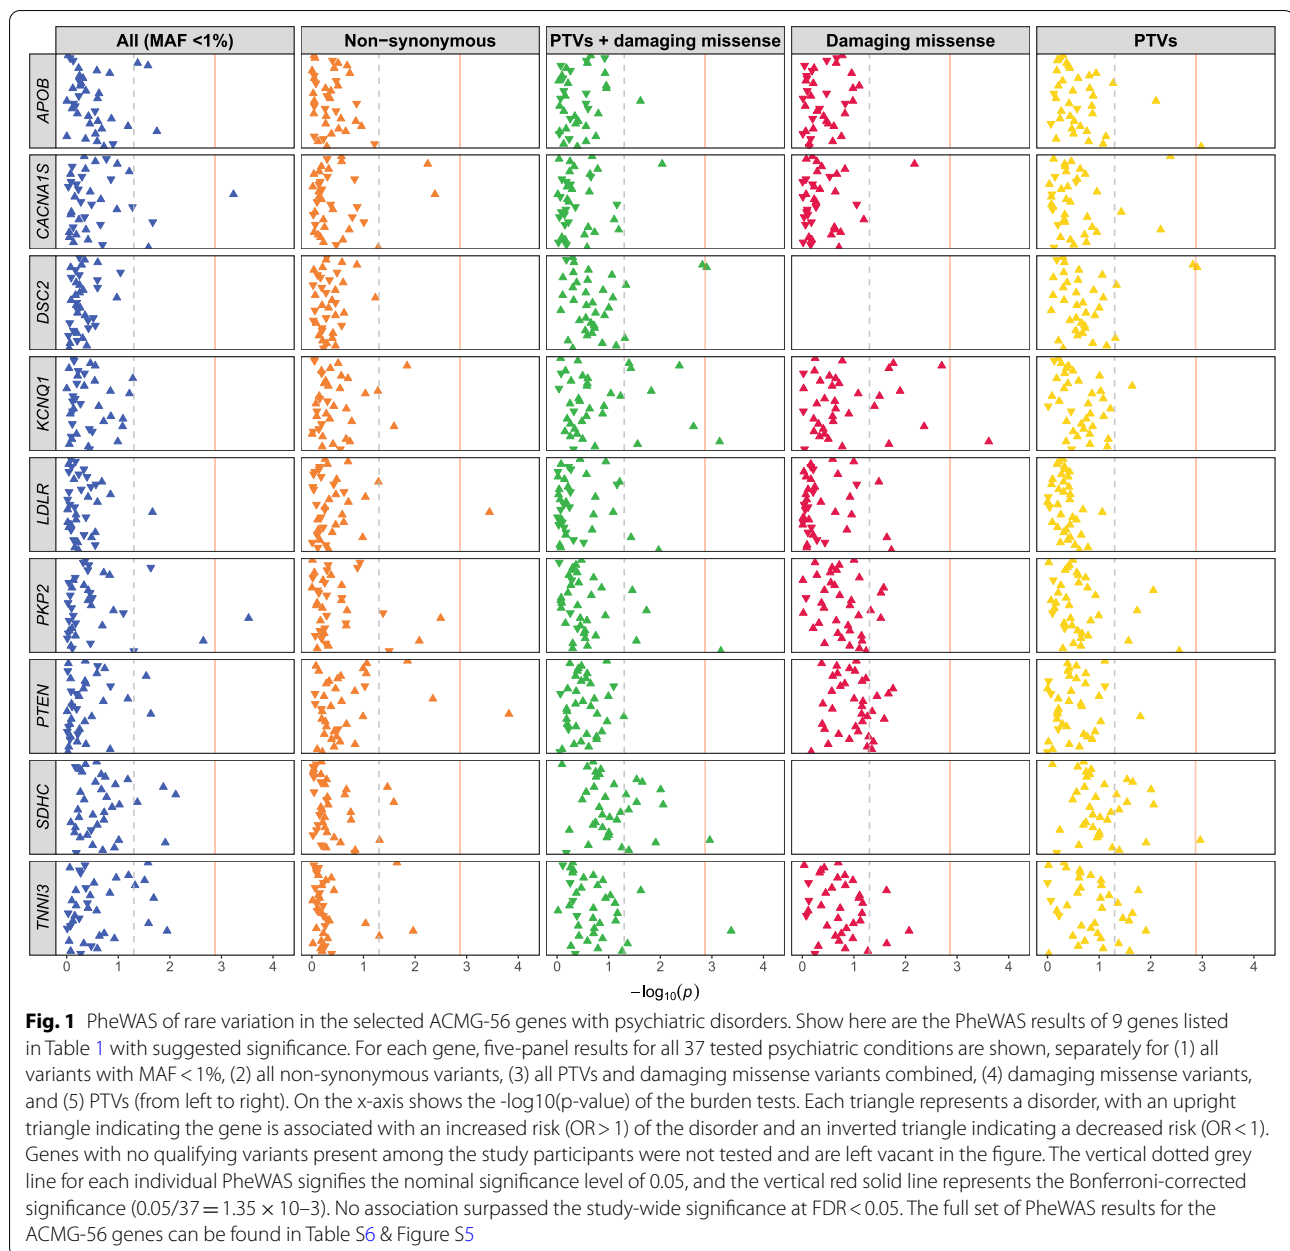 All (MAF <1%)
Non−synonymous
PTVs + damaging missense
Damaging missense
PTVs
APOB
CACNA1S
DSC2
KCNQ1
LDLR
PKP2
PTEN
SDHC
TNNI3
0 1 2 3 4 0 1 2 3 4 0 1 2 3 4 0 1 2 3 4 0 1 2 3 4
−log10(p)
Fig. 1 PheWAS of rare variation in the selected ACMG-56 genes with psychiatric disorders. Show here are the PheWAS results of 9 genes listed
in Table 1 with suggested significance. For each gene, five-panel results for all 37 tested psychiatric conditions are shown, separately for (1) all
variants with MAF < 1%, (2) all non-synonymous variants, (3) all PTVs and damaging missense variants combined, (4) damaging missense variants,
and (5) PTVs (from left to right). On the x-axis shows the -log10(p-value) of the burden tests. Each triangle represents a disorder, with an upright
triangle indicating the gene is associated with an increased risk (OR > 1) of the disorder and an inverted triangle indicating a decreased risk (OR < 1).
Genes with no qualifying variants present among the study participants were not tested and are left vacant in the figure. The vertical dotted grey
line for each individual PheWAS signifies the nominal significance level of 0.05, and the vertical red solid line represents the Bonferroni-corrected
significance (0.05/37 = 1.35 × 10–3). No association surpassed the study-wide significance at FDR < 0.05. The full set of PheWAS results for the
ACMG-56 genes can be found in Table S6 & Figure S5